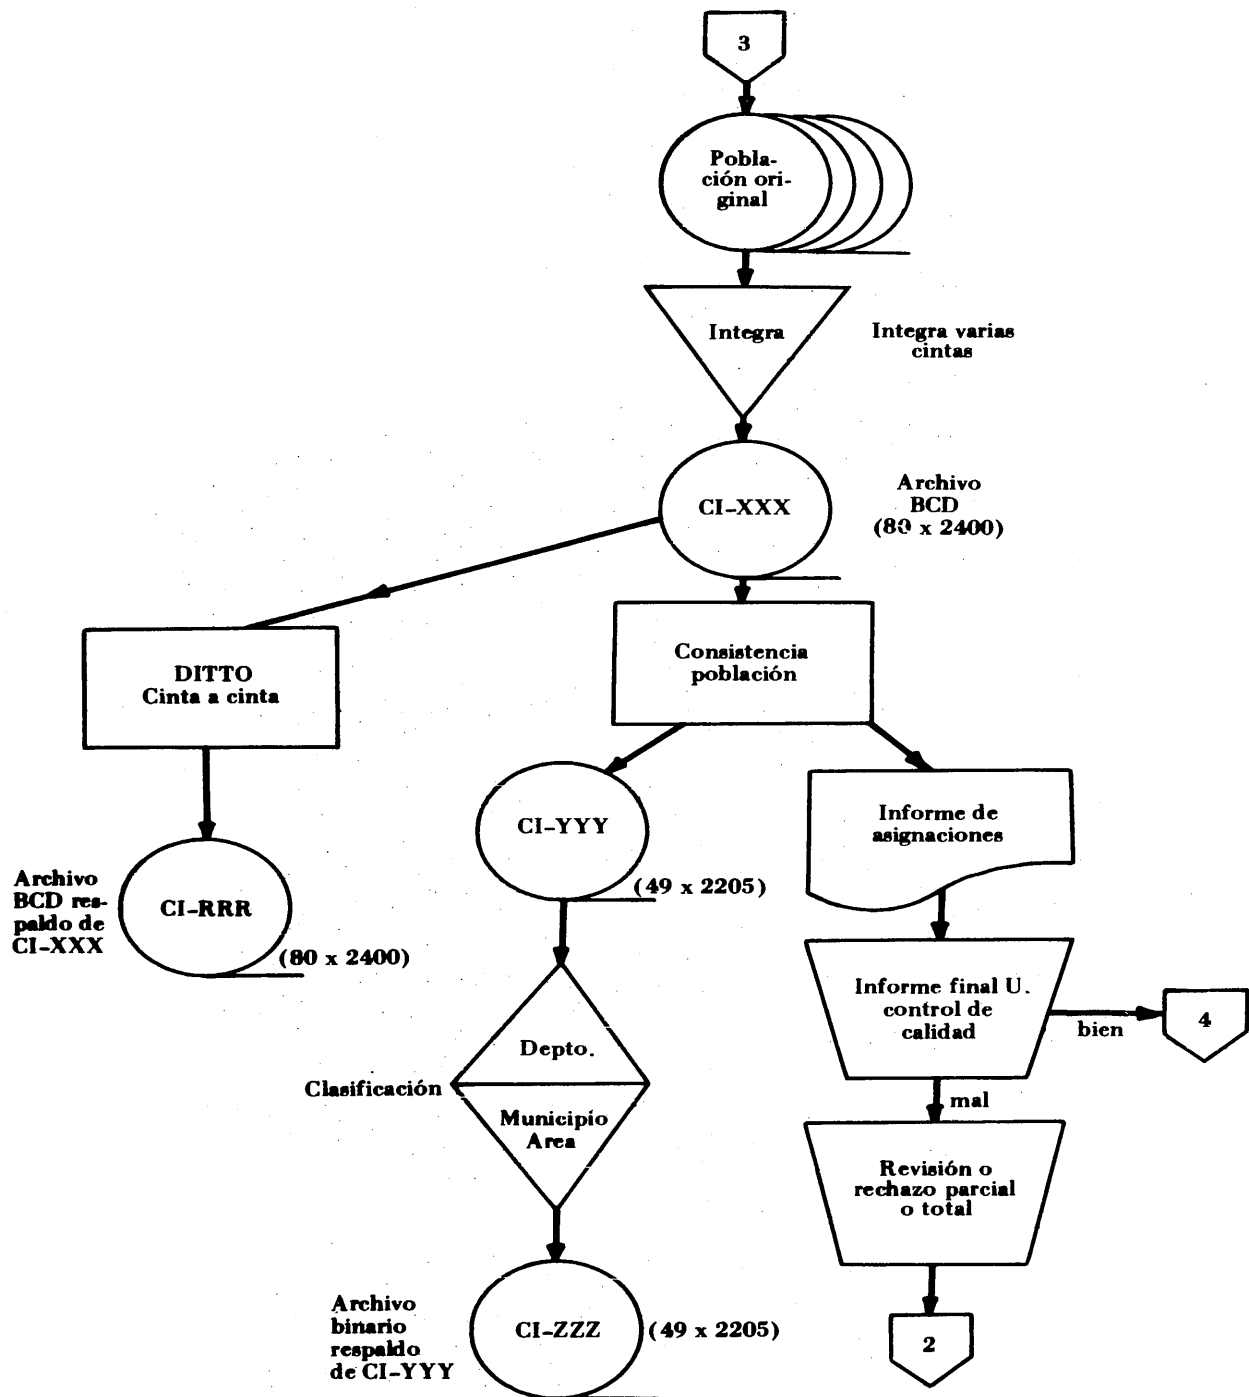 3
Pobla-
ción ori-
ginal
Integra
Integra varias
cintas
CI-XXX
Archivo
BCD
(80 x 2400)
DITTO
Cinta a cinta
Consistencia
población
CI-YYY
(49 x 2205)
Informe de
asignaciones
Archivo
BCD res-
paldo de
CI-XXX
CI-RRR
(80 x 2400)
Informe final U.
control de
calidad
bien
4
Depto.
Clasificación
Municipio
Area
mal
Revisión o
rechazo parcial
o total
Archivo
binario
respaldo
de CI-YYY
CI-ZZZ
(49 x 2205)
2